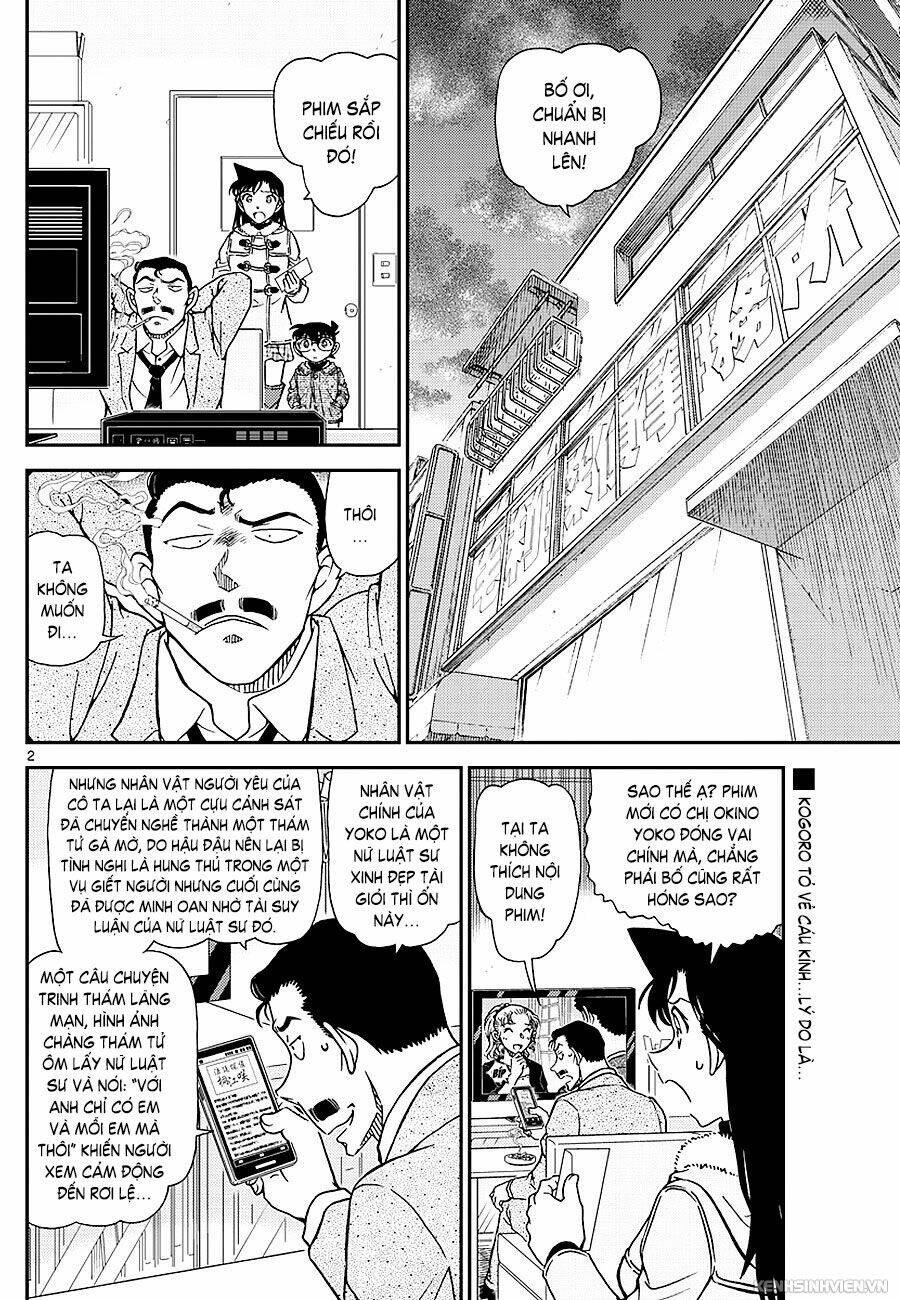 BỐ ƠI,
CHUẨN BỊ
NHANH
LÊN!
PHIM SẮP
CHIẾU RỒI
ĐÓ!
THÔI
...
TA
KHÔNG
MUỐN
ĐI...
2
KOGORO TỎ VẺ CÁU KỈNH...LÝ DO LÀ...
SAO THẾ Ạ? PHIM
MỚI CÓ CHỊ OKINO
YOKO ĐÓNG VAI
CHÍNH MÀ, CHẲNG
PHẢI BỐ CŨNG RẤT
HÓNG SAO?
TẠI TA
KHÔNG
THÍCH NỘI
DUNG
PHIM!
NHÂN VẬT
CHÍNH CỦA
YOKO LÀ MỘT
NỮ LUẬT SƯ
XINH ĐẸP TÀI
GIỎI THÌ ỔN
NÀY...
NHƯNG NHÂN VẬT NGƯỜI YÊU CỦA
CÔ TA LẠI LÀ MỘT CỰU CẢNH SÁT
ĐÃ CHUYỂN NGHỀ THÀNH MỘT THÁM
TỬ GÀ MỜ, DO HẬU ĐẬU NÊN LẠI BỊ
TÌNH NGHI LÀ HUNG THỦ TRONG MỘT
VỤ GIẾT NGƯỜI NHƯNG CUỐI CÙNG
ĐÃ ĐƯỢC MINH OAN NHỜ TÀI SUY
LUẬN CỦA NỮ LUẬT SƯ ĐÓ.
MỘT CÂU CHUYỆN
TRINH THÁM LÃNG
MẠN, HÌNH ẢNH
CHÀNG THÁM TỬ
ÔM LẤY NỮ LUẬT
SƯ VÀ NÓI: "VỚI
ANH CHỈ CÓ EM
VÀ MỖI EM MÀ
THÔI" KHIẾN NGƯỜI
XEM CẢM ĐỘNG
ĐẾN RƠI LỆ...
KENHSINHVIEN.VN